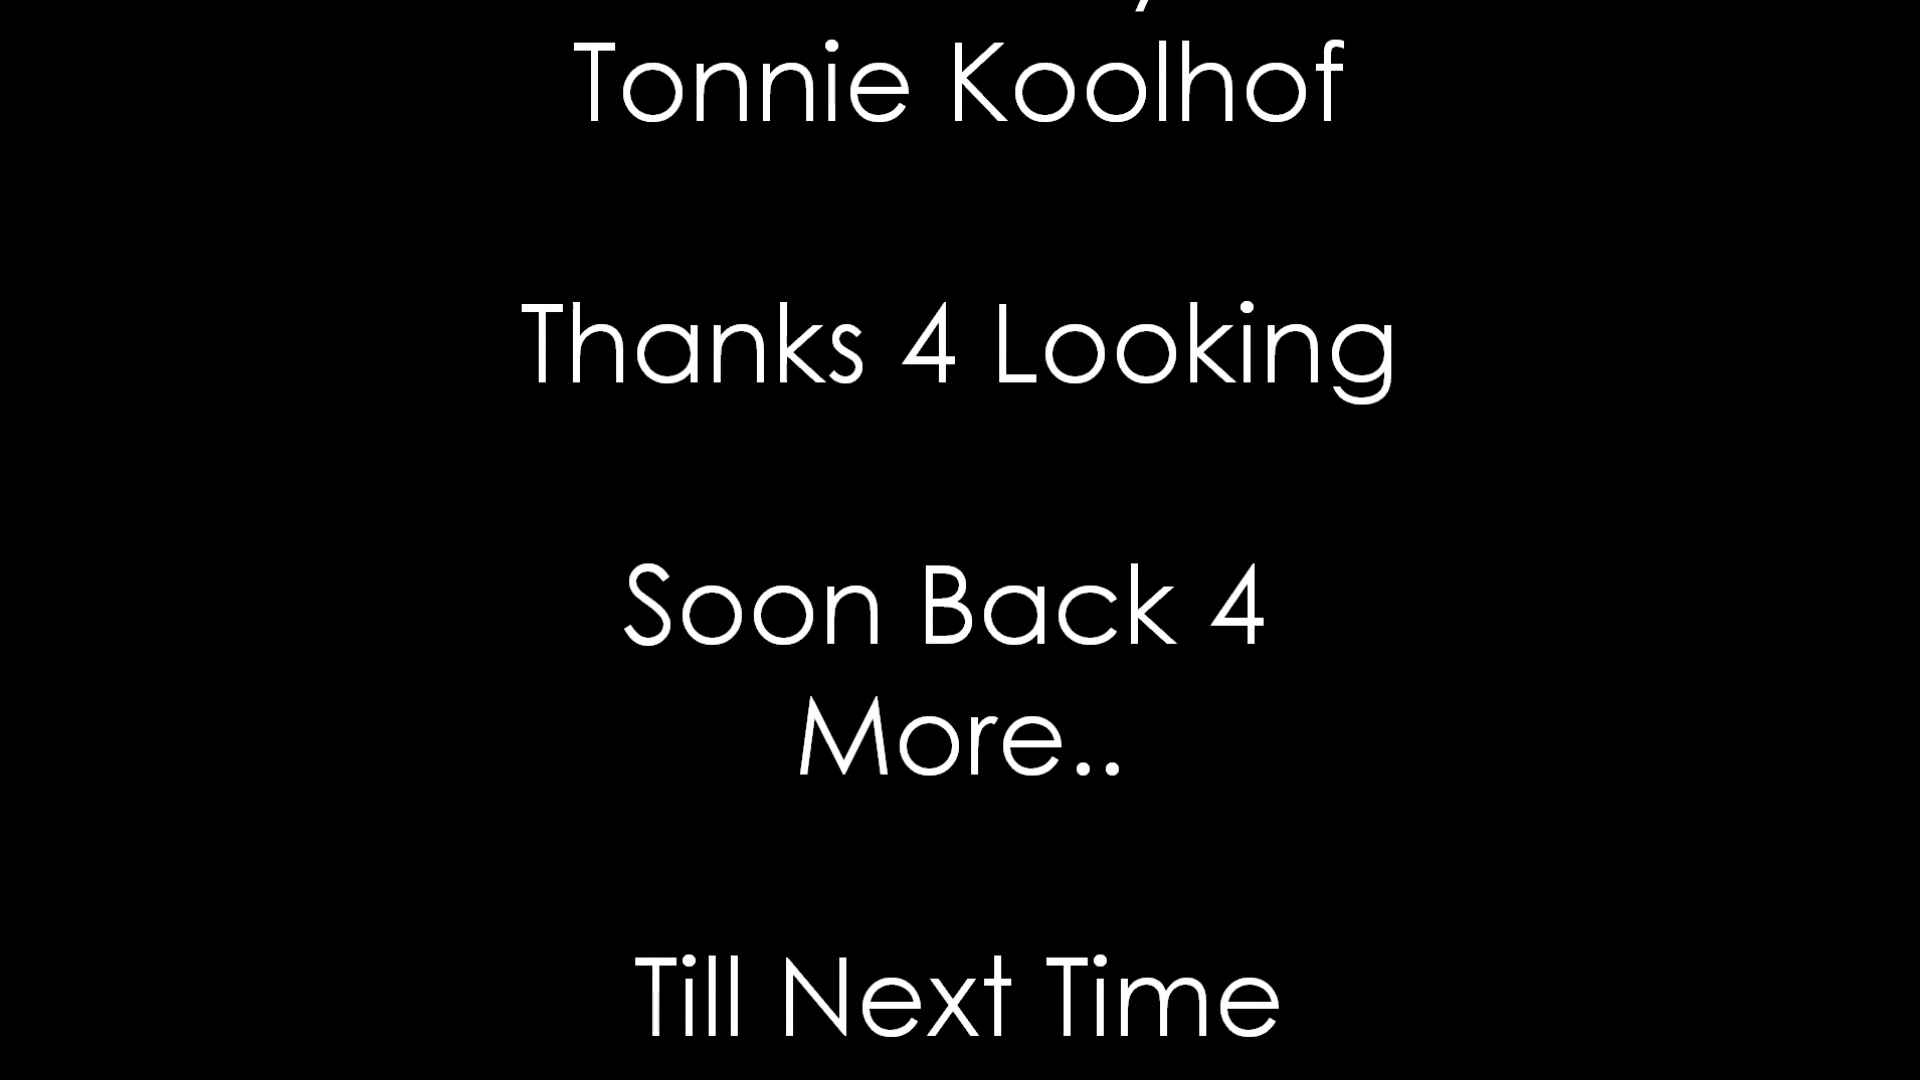 Tonnie Koolhof
Thanks 4 Looking
Soon Back 4
More..
Till Next Time